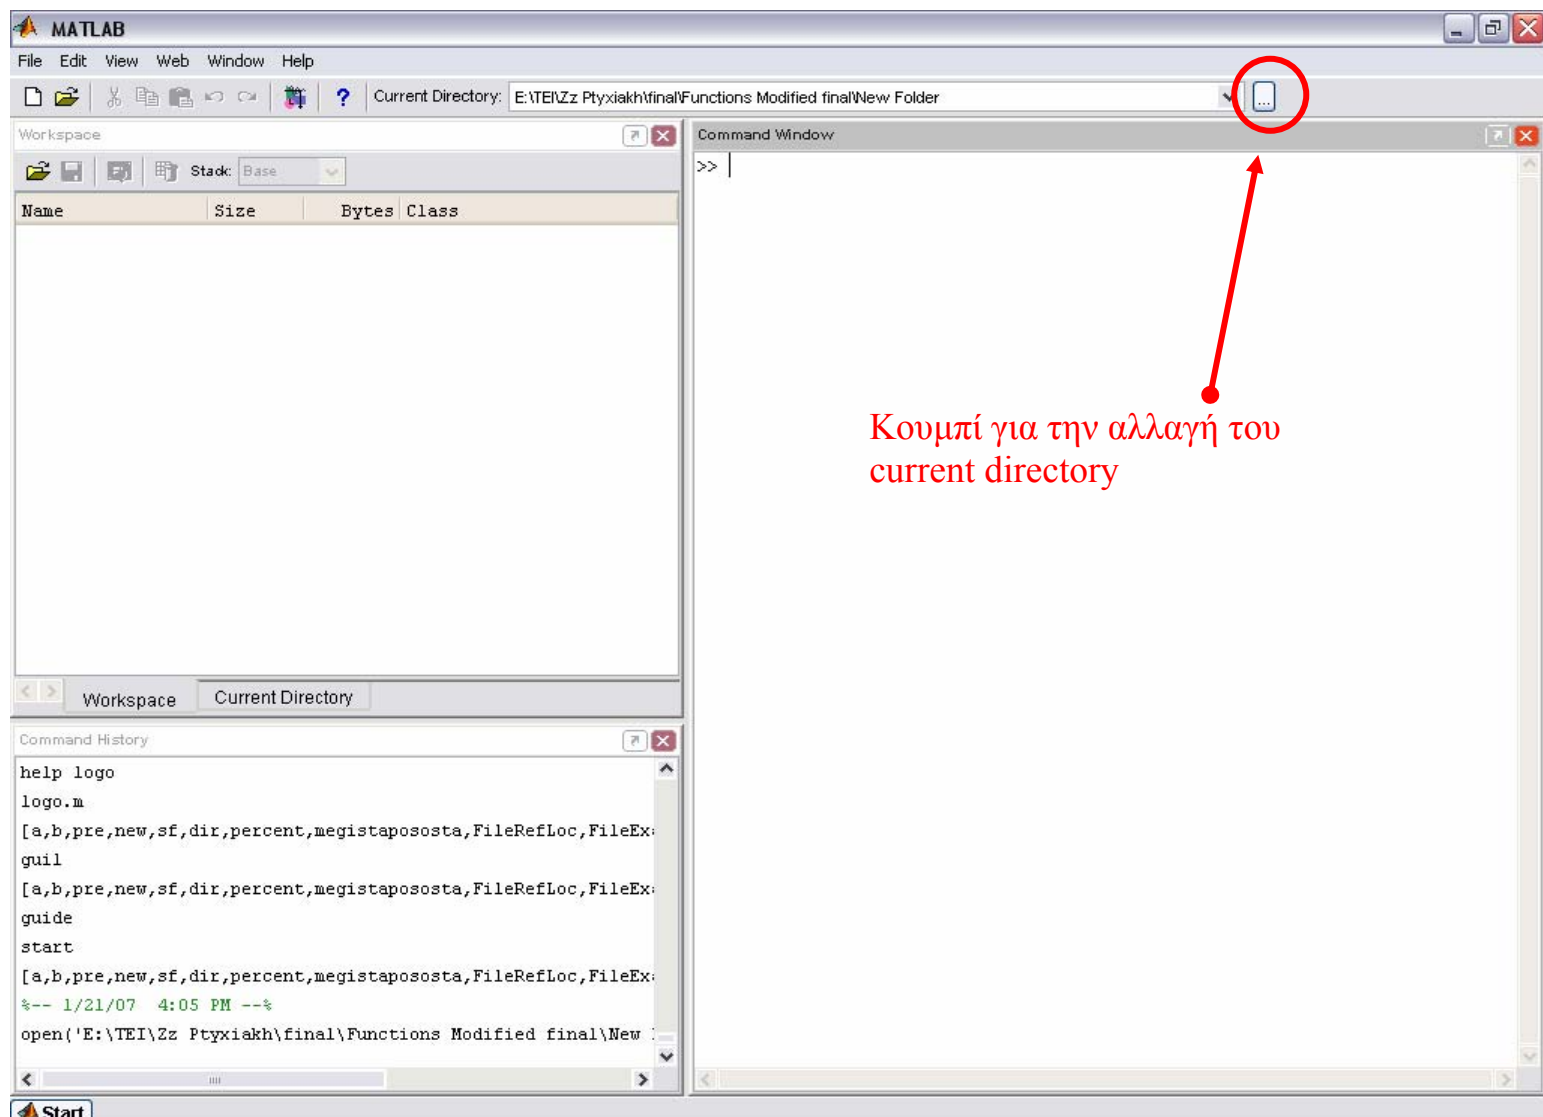 MATLAB
File Edit View Web Window Help
Current Directory: E:\TEI\Zz Ptyxiakh\final\Functions Modified final\New Folder ...
Workspace
Stack: Base
Name Size Bytes Class
Workspace Current Directory
Command History
help logo
logo.m
[a,b,pre,new,sf,dir,percent,megistapososta,FileRefLoc,FileEx
gui1
[a,b,pre,new,sf,dir,percent,megistapososta,FileRefLoc,FileEx
guide
start
[a,b,pre,new,sf,dir,percent,megistapososta,FileRefLoc,FileEx
%-- 1/21/07 4:05 PM --%
open('E:\TEI\Zz Ptyxiakh\final\Functions Modified final\New
Command Window
>>
Κουμπί για την αλλαγή του
current directory
Start